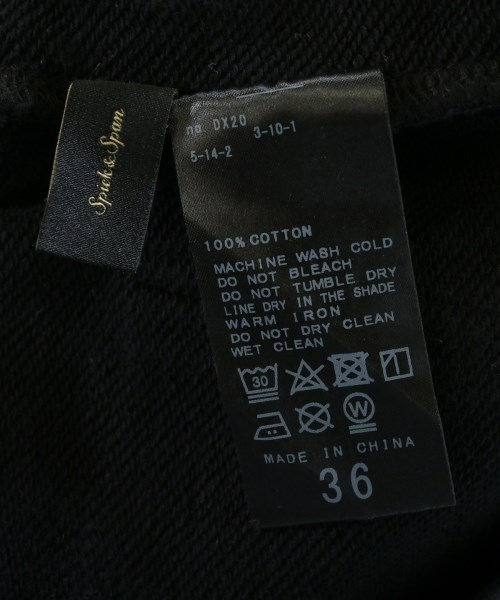 Spick & Span
na DX20
3-10-1
5-14-2
100% COTTON
MACHINE WASH COLD
DO NOT BLEACH
DO NOT TUMBLE DRY
LINE DRY IN THE SHADE
WARM IRON
DO NOT DRY CLEAN
WET CLEAN
30
W
MADE IN CHINA
36